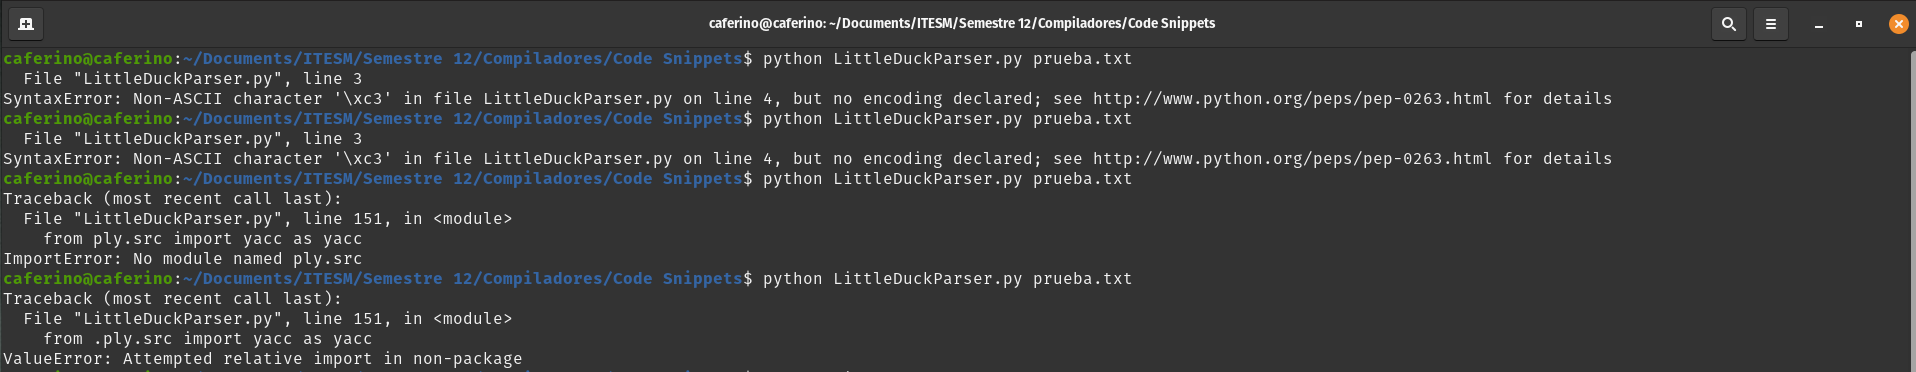 caferino@caferino: ~/Documents/ITESM/Semestre 12/Compiladores/Code Snippets
caferino@caferino:~/Documents/ITESM/Semestre 12/Compiladores/Code Snippets$ python LittleDuckParser.py prueba.txt
  File "LittleDuckParser.py", line 3
SyntaxError: Non-ASCII character '\xc3' in file LittleDuckParser.py on line 4, but no encoding declared; see http://www.python.org/peps/pep-0263.html for details
caferino@caferino:~/Documents/ITESM/Semestre 12/Compiladores/Code Snippets$ python LittleDuckParser.py prueba.txt
  File "LittleDuckParser.py", line 3
SyntaxError: Non-ASCII character '\xc3' in file LittleDuckParser.py on line 4, but no encoding declared; see http://www.python.org/peps/pep-0263.html for details
caferino@caferino:~/Documents/ITESM/Semestre 12/Compiladores/Code Snippets$ python LittleDuckParser.py prueba.txt
Traceback (most recent call last):
  File "LittleDuckParser.py", line 151, in <module>
    from ply.src import yacc as yacc
ImportError: No module named ply.src
caferino@caferino:~/Documents/ITESM/Semestre 12/Compiladores/Code Snippets$ python LittleDuckParser.py prueba.txt
Traceback (most recent call last):
  File "LittleDuckParser.py", line 151, in <module>
    from .ply.src import yacc as yacc
ValueError: Attempted relative import in non-package